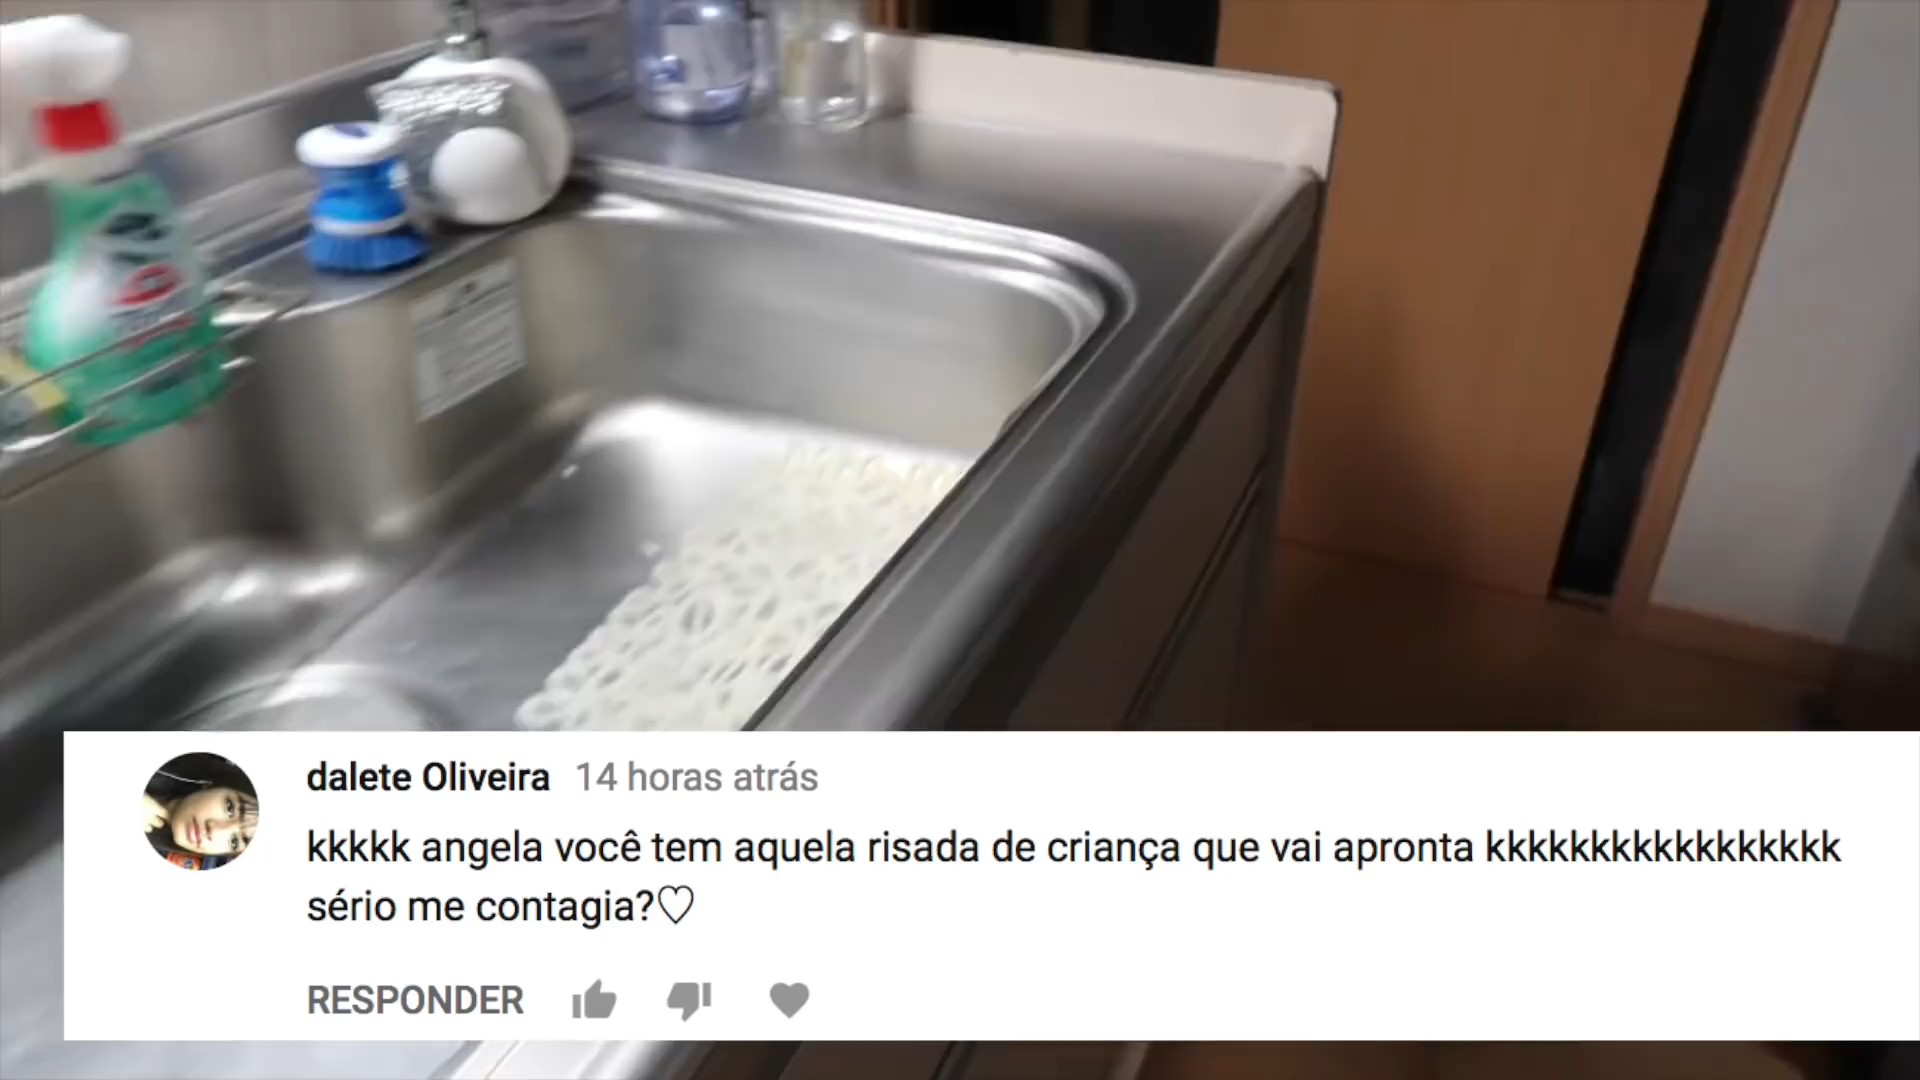 dalete Oliveira 14 horas atrás
kkkkk angela você tem aquela risada de criança que vai apronta kkkkkkkkkkkkkkkkk
sério me contagia?♡
RESPONDER